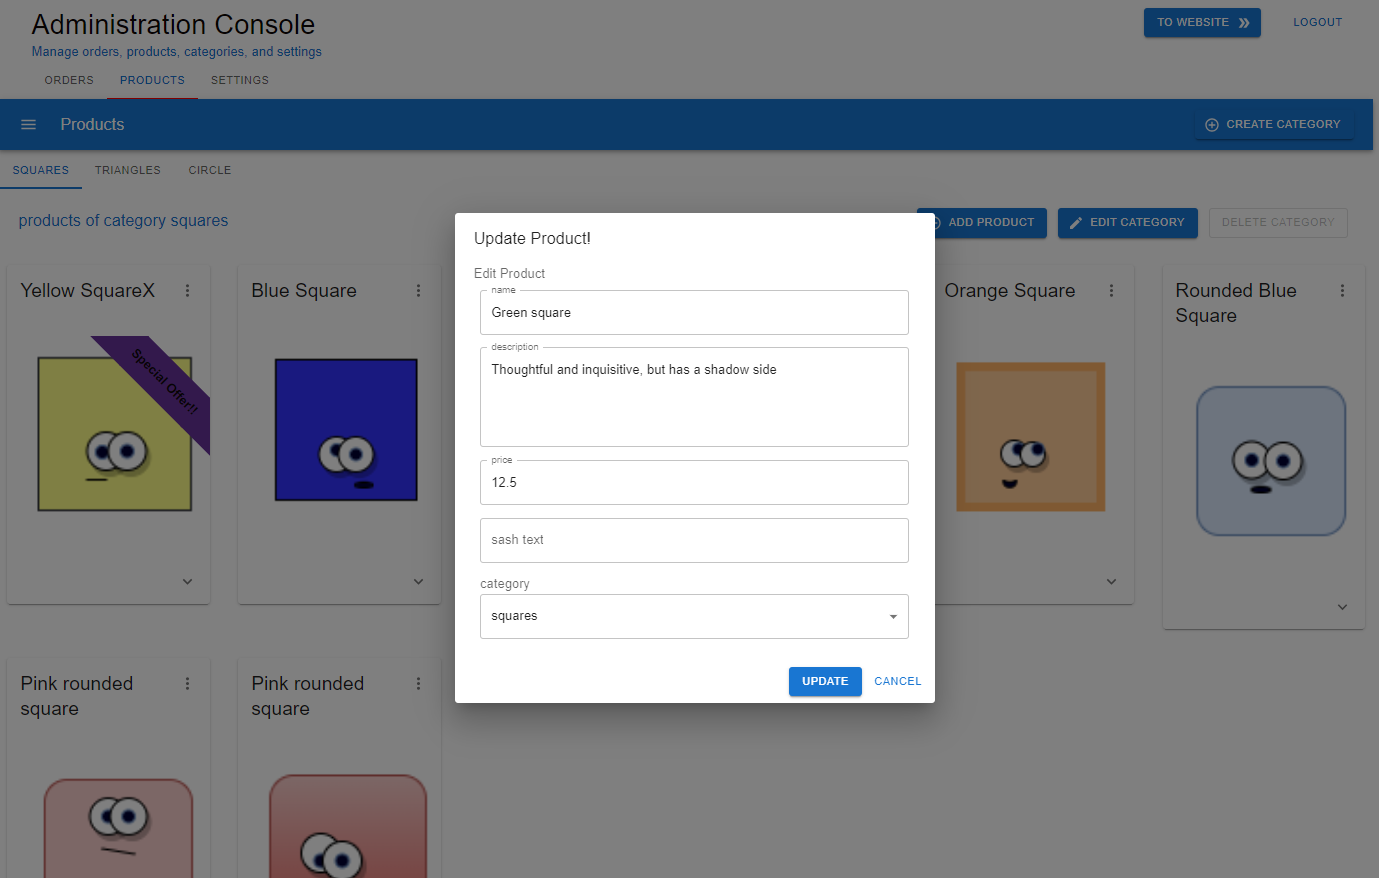 Administration Console
TO WEBSITE
LOGOUT
Manage orders, products, categories, and settings
ORDERS
PRODUCTS
SETTINGS
Products
CREATE CATEGORY
SQUARES
TRIANGLES
CIRCLE
products of category squares
ADD PRODUCT
EDIT CATEGORY
DELETE CATEGORY
Yellow SquareX
Special Offer!!
Blue Square
Orange Square
Rounded Blue
Square
Pink rounded
square
Pink rounded
square
Update Product!
Edit Product
name
Green square
description
Thoughtful and inquisitive, but has a shadow side
price
12.5
sash text
category
squares
UPDATE
CANCEL